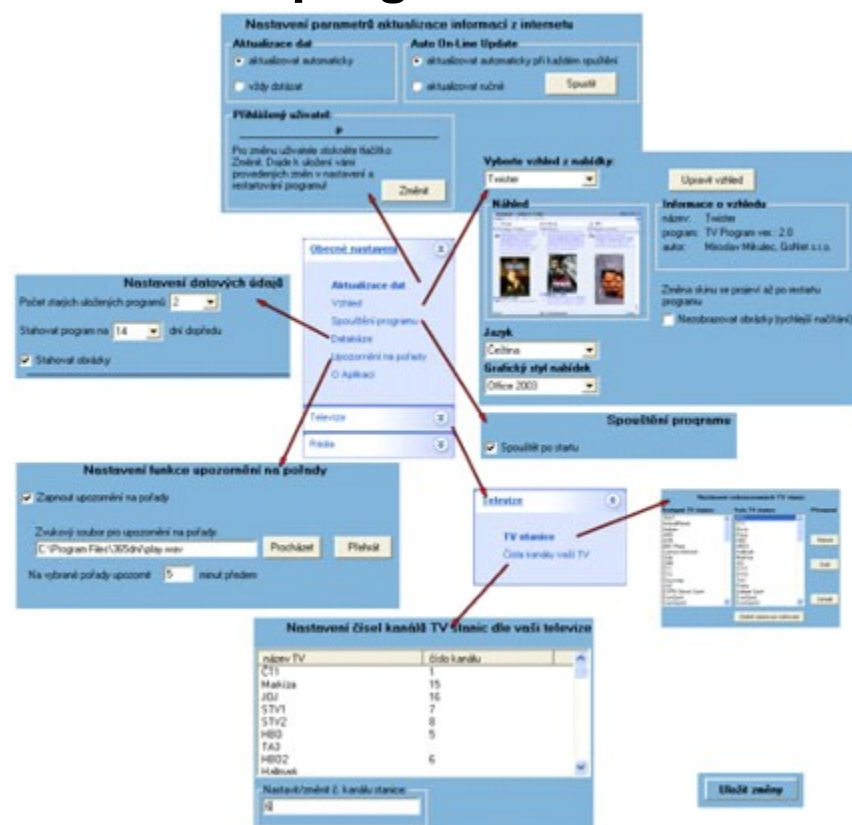 Nastavení parametrů aktualizace informací z internetu
Aktualizace dat
aktualizovat automaticky
vždy dotázat
Auto On-Line Update
aktualizovat automaticky při každém spuštění
aktualizovat ručně
Spustit
Přihlášený uživatel:
P
Pro změnu uživatele stiskněte tlačítko
Změnit. Dojde k uložení vámi
provedených změn v nastavení a
restartování programu!
Změnit
Vyberte vzhled z nabídky:
Twister
Upravit vzhled
Náhled
Informace o vzhledu
název: Twister
program: TV Program ver.: 2.0
autor: Miroslav Mikulec, GoNet s.r.o.
Změna skinu se projeví až po restartu
programu
Nezobrazovat obrázky (rychlejší načítání)
Jazyk
Čeština
Grafický styl nabídek
Office 2003
Obecné nastavení
Aktualizace dat
Vzhled
Spouštění programu
Databáze
Upozornění na pořady
O Aplikaci
Televize
Rádia
Nastavení datových údajů
Počet starých uložených programů: 2
Stahovat program na 14 dní dopředu
Stahovat obrázky
Spouštění programu
Spouštět po startu
Nastavení funkce upozornění na pořady
Zapnout upozornění na pořady
Zvukový soubor pro upozornění na pořady
C:\Program Files\365dni\play.wav
Procházet
Přehrát
Na vybrané pořady upozornit 5 minut předem
Televize
TV stanice
Čísla kanálu vaší TV
Nastavení čísel kanálů TV stanic dle vaší televize
název TV číslo kanálu
ČT1 1
Markíza 15
JOJ 16
STV1 7
STV2 8
HBO 5
TA3
HBO2 6
Hallmark
Nastavit/změnit č. kanálu stanice
Uložit změny